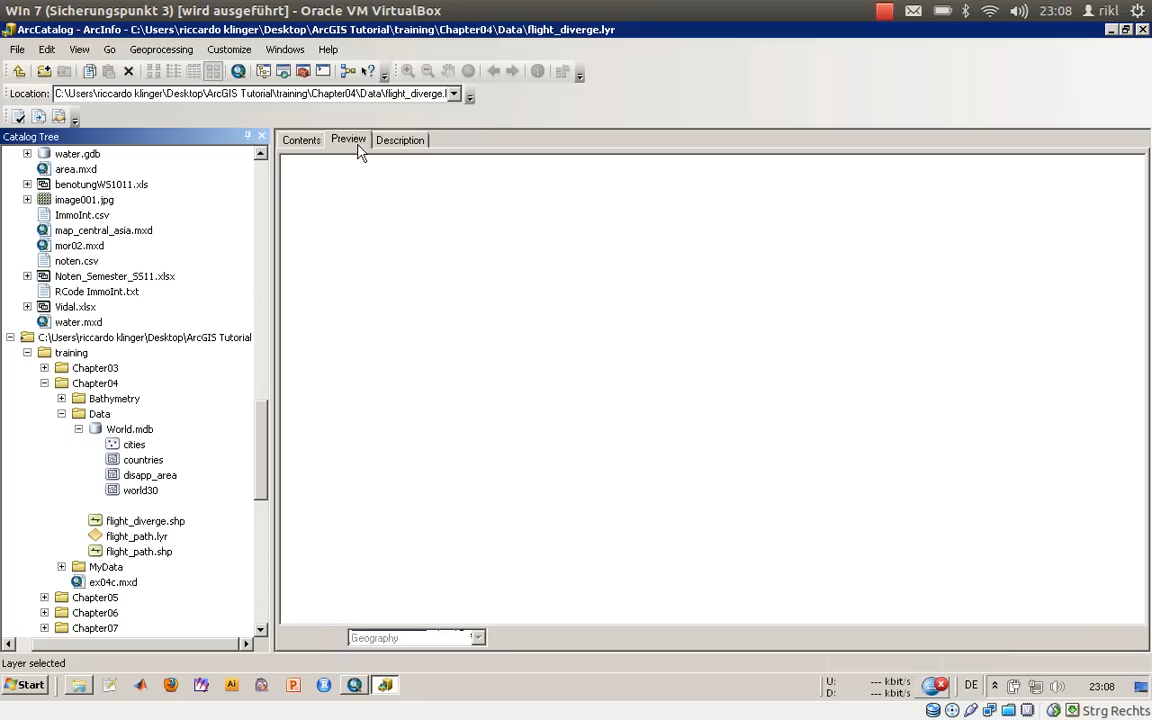 WIn 7 (Sicherungspunkt 3) [wird ausgeführt] - Oracle VM VirtualBox
23:08
rikl
ArcCatalog - ArcInfo - C:\Users\riccardo klinger\Desktop\ArcGIS Tutorial\training\Chapter04\Data\flight_diverge.lyr
File Edit View Go Geoprocessing Customize Windows Help
Location: C:\Users\riccardo klinger\Desktop\ArcGIS Tutorial\training\Chapter04\Data\flight_diverge.l
Catalog Tree
Contents Preview Description
water.gdb
area.mxd
benotungWS1011.xls
image001.jpg
ImmoInt.csv
map_central_asia.mxd
mor02.mxd
noten.csv
Noten_Semester_SS11.xlsx
RCode ImmoInt.txt
Vidal.xlsx
water.mxd
C:\Users\riccardo klinger\Desktop\ArcGIS Tutorial
training
Chapter03
Chapter04
Bathymetry
Data
World.mdb
cities
countries
disapp_area
world30
flight_diverge.shp
flight_path.lyr
flight_path.shp
MyData
ex04c.mxd
Chapter05
Chapter06
Chapter07
Geography
Layer selected
Start
U: --- kbit/s
D: --- kbit/s
DE
23:08
Strg Rechts